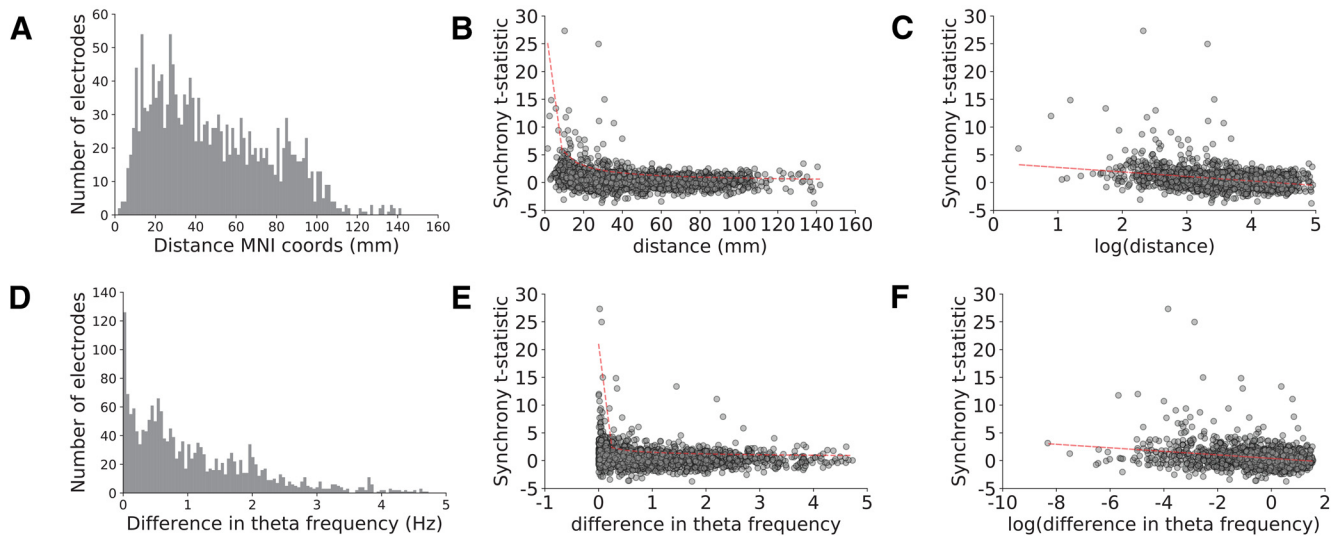 A
Number of electrodes
60
50
40
30
20
10
0
0 20 40 60 80 100 120 140 160
Distance MNI coords (mm)
B
Synchrony t-statistic
30
25
20
15
10
5
0
-5
0 20 40 60 80 100 120 140 160
distance (mm)
C
Synchrony t-statistic
30
25
20
15
10
5
0
-5
0 1 2 3 4 5
log(distance)
D
Number of electrodes
140
120
100
80
60
40
20
0
0 1 2 3 4 5
Difference in theta frequency (Hz)
E
Synchrony t-statistic
30
25
20
15
10
5
0
-5
-1 0 1 2 3 4 5
difference in theta frequency
F
Synchrony t-statistic
30
25
20
15
10
5
0
-5
-10 -8 -6 -4 -2 0 2
log(difference in theta frequency)